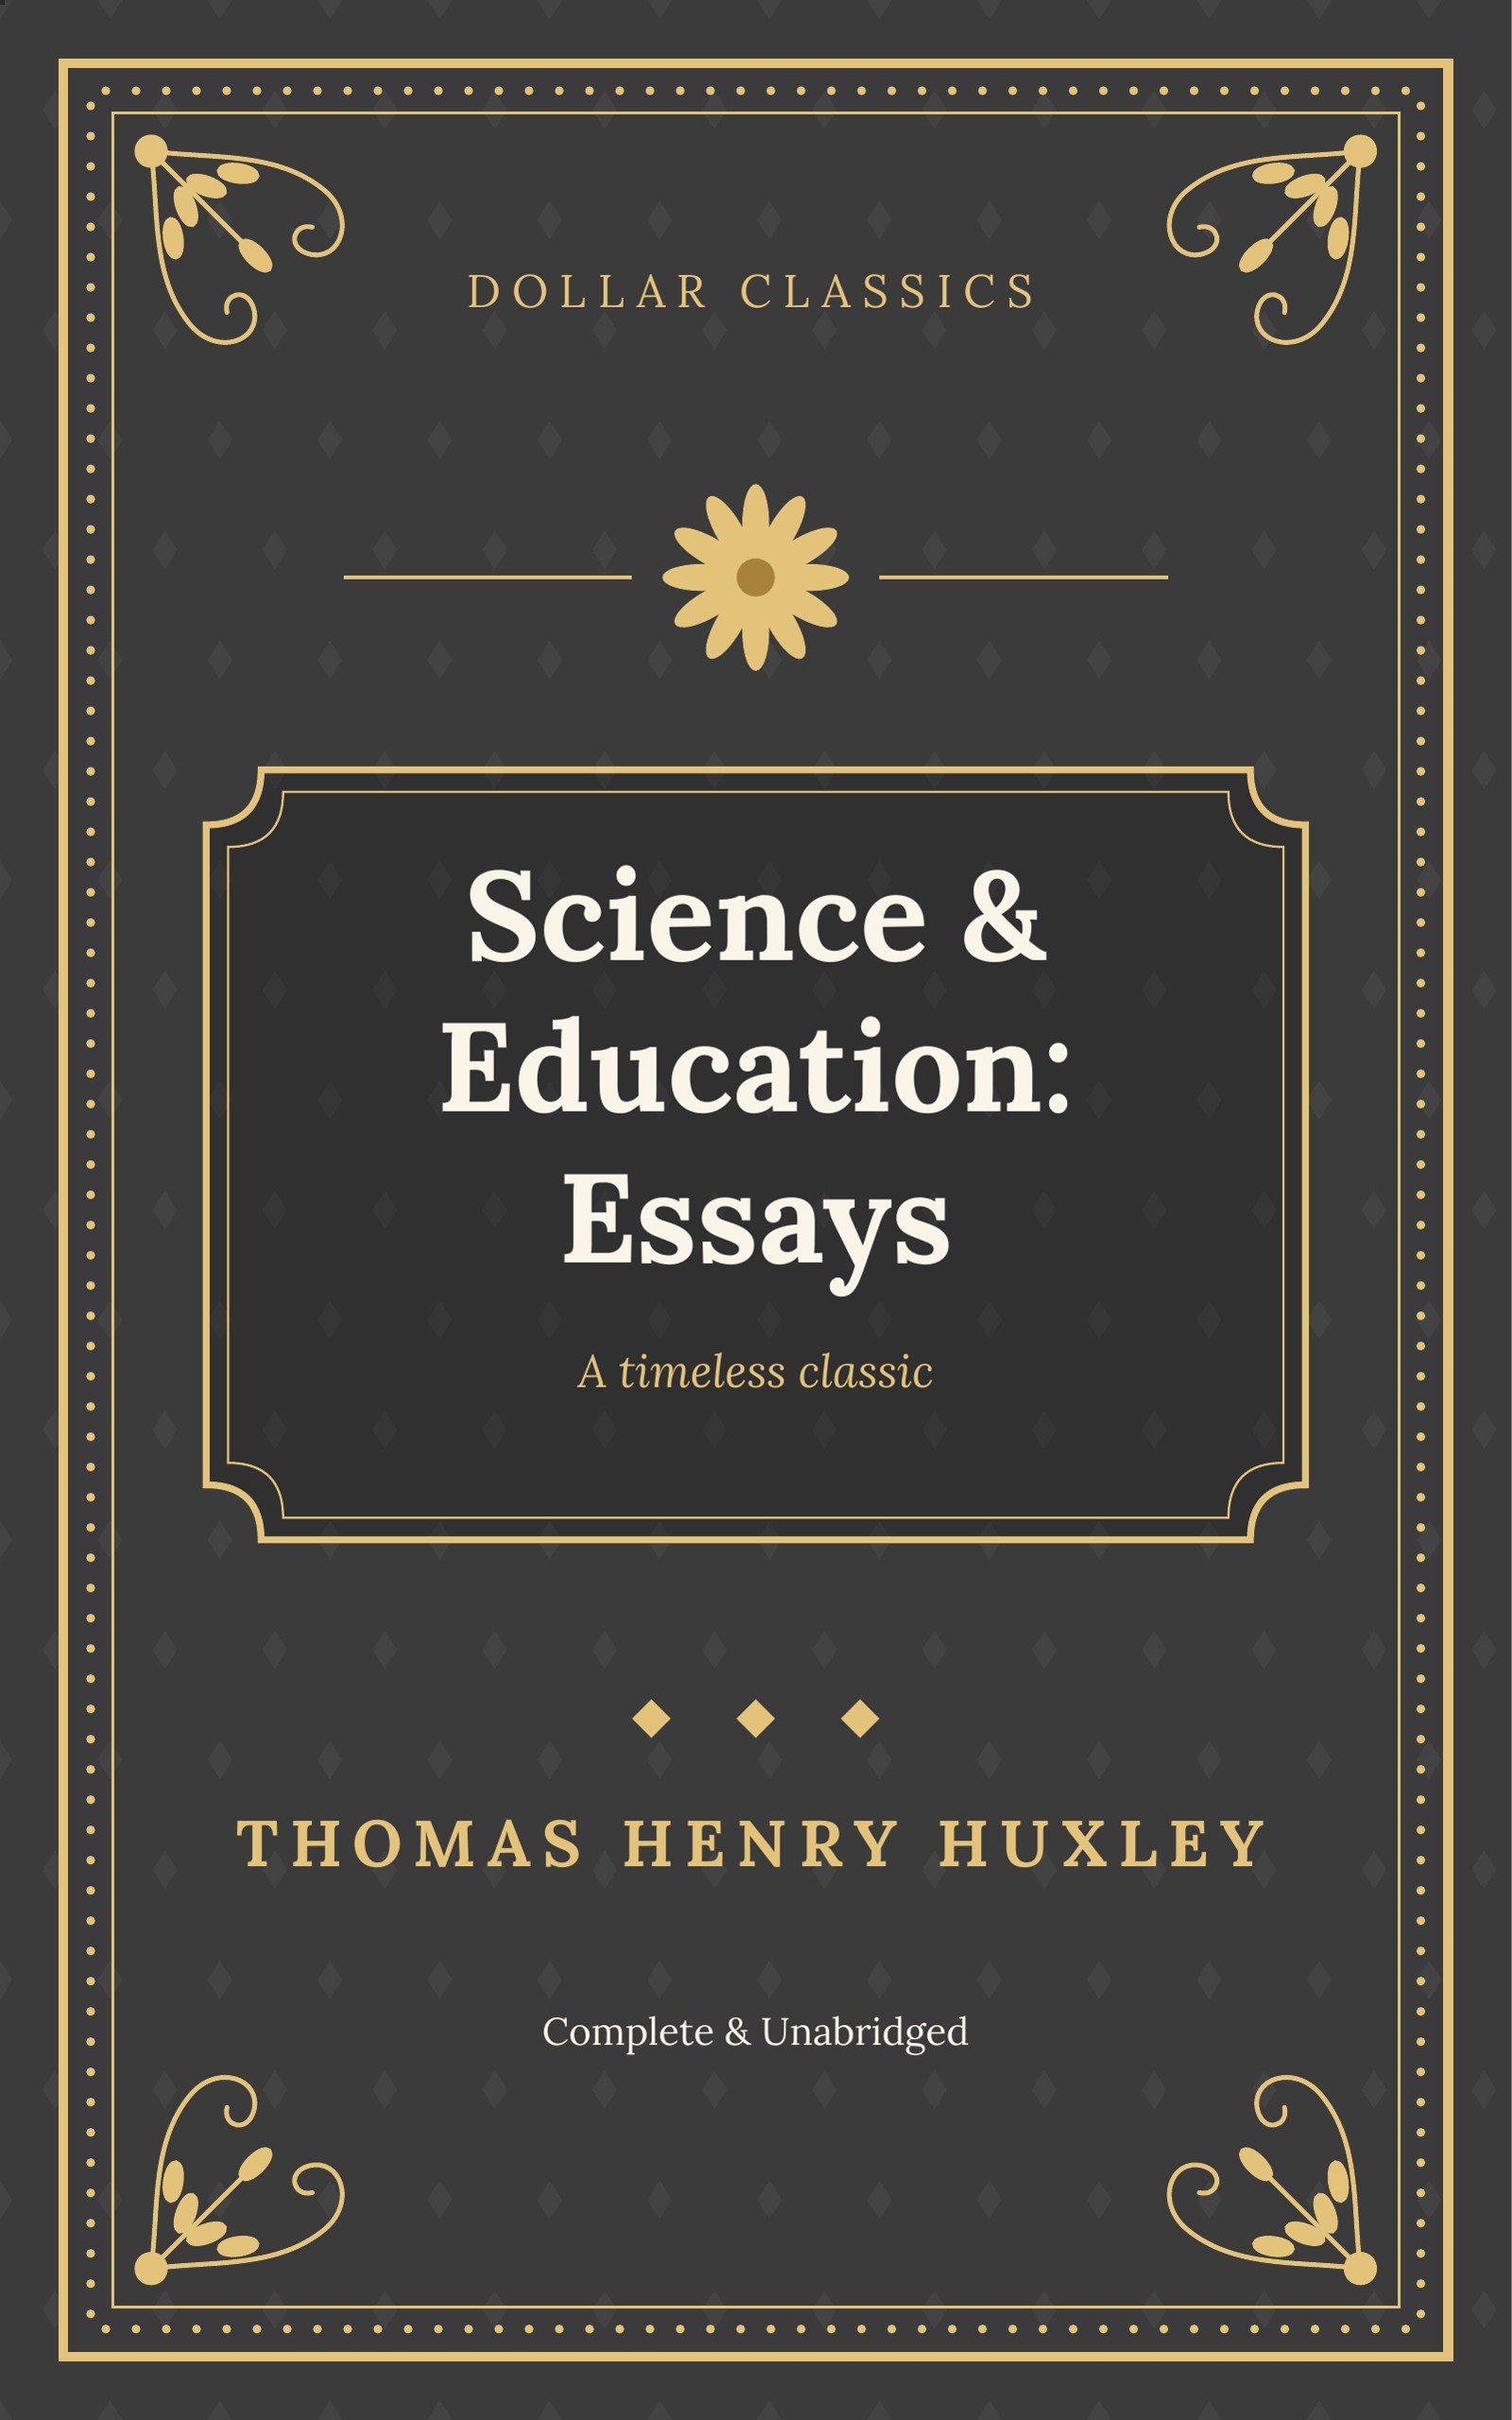 DOLLAR CLASSICS
Science &
Education:
Essays
A timeless classic
THOMAS HENRY HUXLEY
Complete & Unabridged